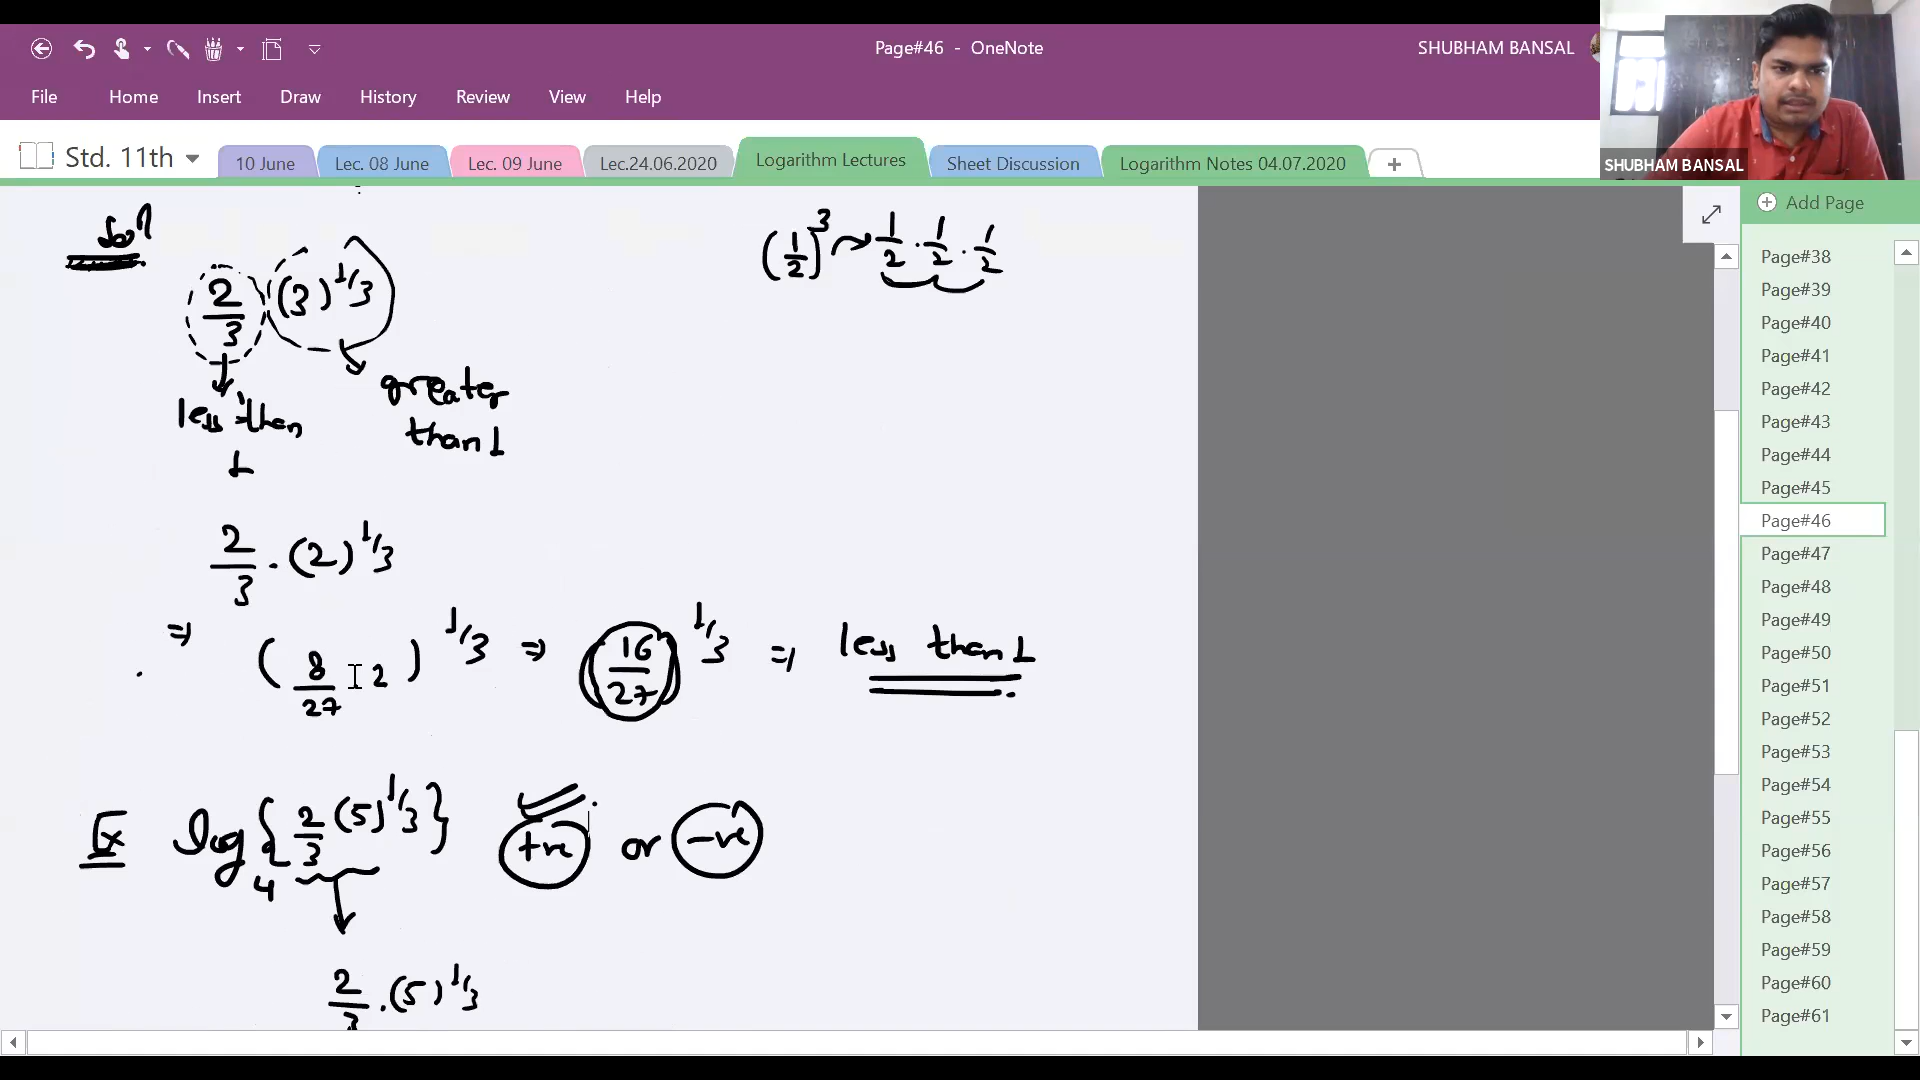 Page#46 - OneNote
SHUBHAM BANSAL
File Home Insert Draw History Review View Help
SHUBHAM BANSAL
Std. 11th
10 June
Lec. 08 June
Lec. 09 June
Lec.24.06.2020
Logarithm Lectures
Sheet Discussion
Logarithm Notes 04.07.2020
Add Page
Solⁿ
(1/2)^3 → 1/2 · 1/2 · 1/2
2/3 (3)^1/3
less than 1
greater than 1
2/3 · (2)^1/3
⇒ (8/27 2)^1/3 ⇒ (16/27)^1/3 ⇒ less than 1
Ex log_4 {2/3 (5)^1/3} +ve or -ve
2/3 · (5)^1/3
Page#38
Page#39
Page#40
Page#41
Page#42
Page#43
Page#44
Page#45
Page#46
Page#47
Page#48
Page#49
Page#50
Page#51
Page#52
Page#53
Page#54
Page#55
Page#56
Page#57
Page#58
Page#59
Page#60
Page#61